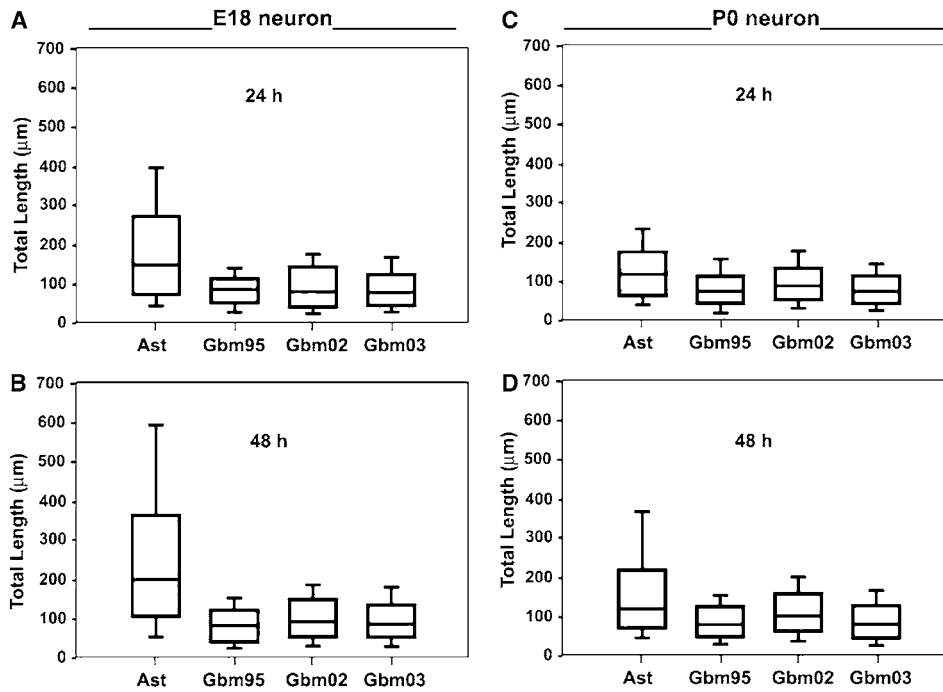 A
E18 neuron
Total Length (μm)
700
600
500
400
300
200
100
0
24 h
Ast Gbm95 Gbm02 Gbm03
B
Total Length (μm)
700
600
500
400
300
200
100
0
48 h
Ast Gbm95 Gbm02 Gbm03
C
P0 neuron
Total Length (μm)
700
600
500
400
300
200
100
0
24 h
Ast Gbm95 Gbm02 Gbm03
D
Total Length (μm)
700
600
500
400
300
200
100
0
48 h
Ast Gbm95 Gbm02 Gbm03